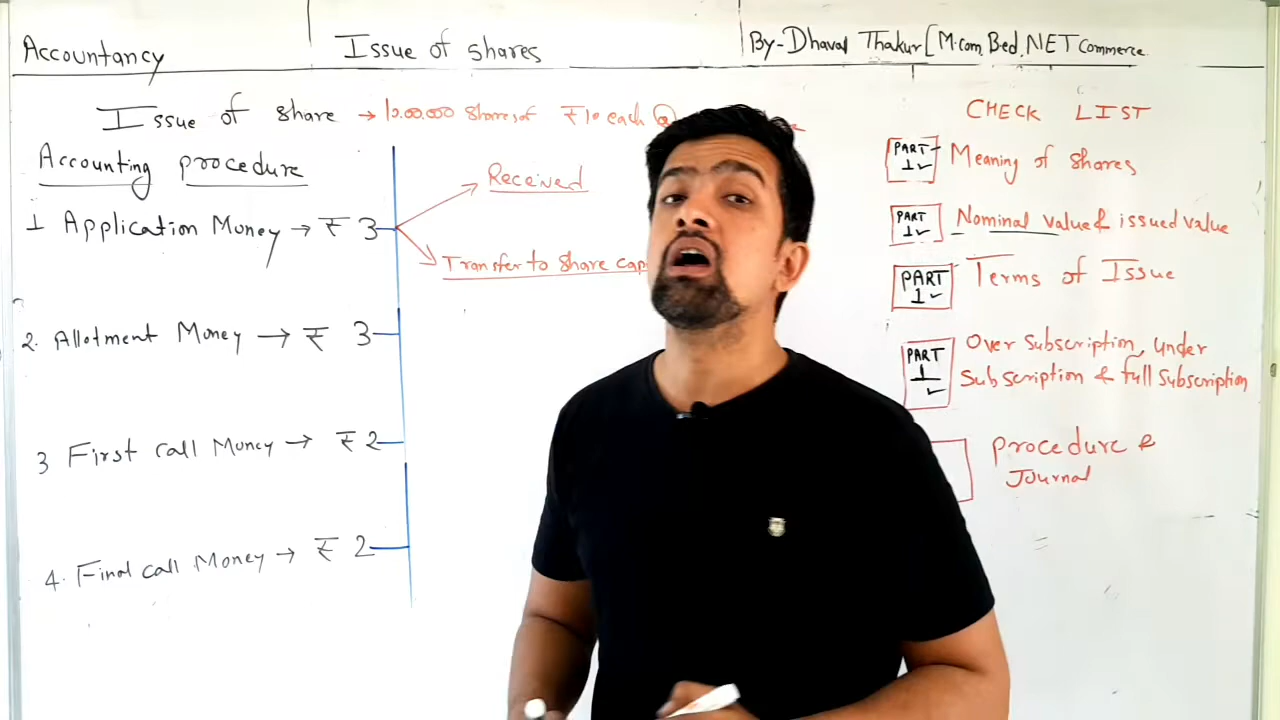 Accountancy
Issue of shares
By-Dhaval Thakur [M.com, B.ed, NET Commerce
Issue of share → 10,00,000 shares of ₹10 each @
Accounting procedure
1 Application Money → ₹ 3
Received
Transfer to share cap
2. Allotment Money → ₹ 3
3 First call Money → ₹ 2
4. Final call Money → ₹ 2
CHECK LIST
PART 1 Meaning of shares
PART 1 Nominal value & issued value
PART 1 Terms of Issue
PART 1 Over Subscription, under
Subscription & full subscription
procedure &
Journal